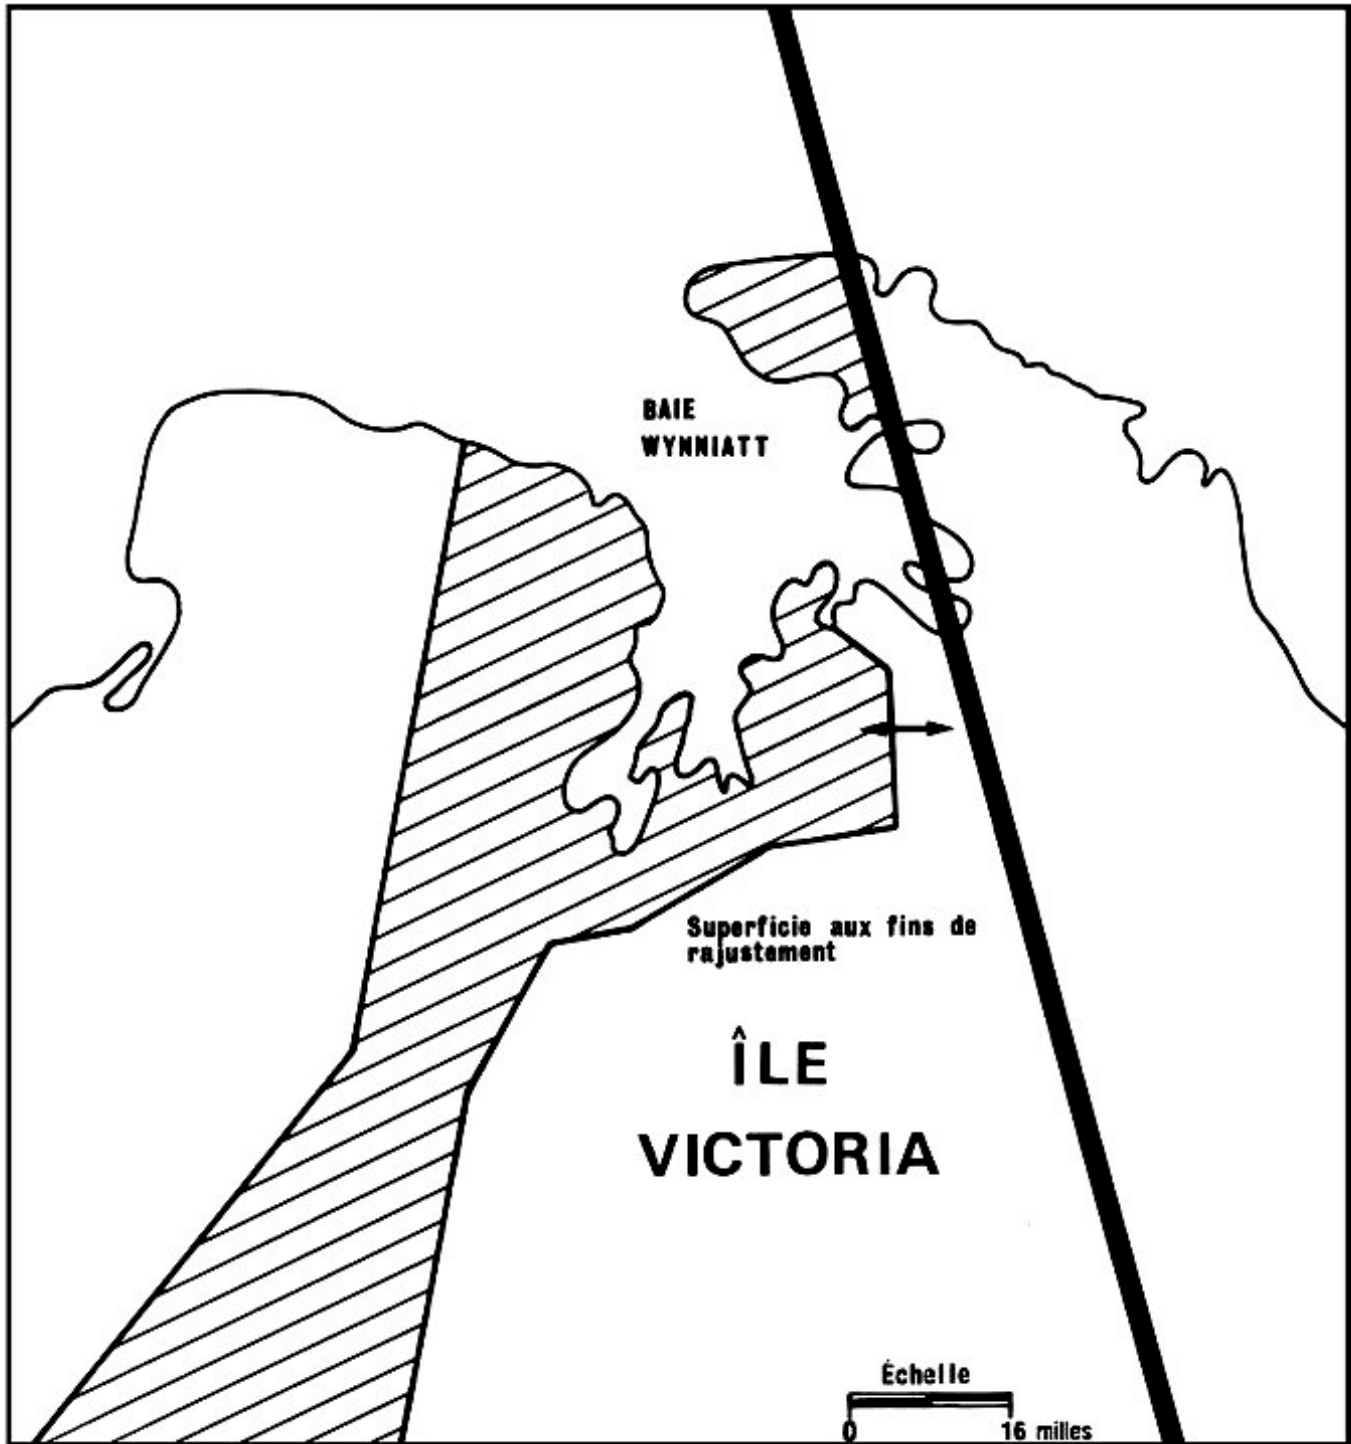 BAIE
WYNNIATT
Superficie aux fins de
rajustement
ÎLE
VICTORIA
Échelle
0 16 milles